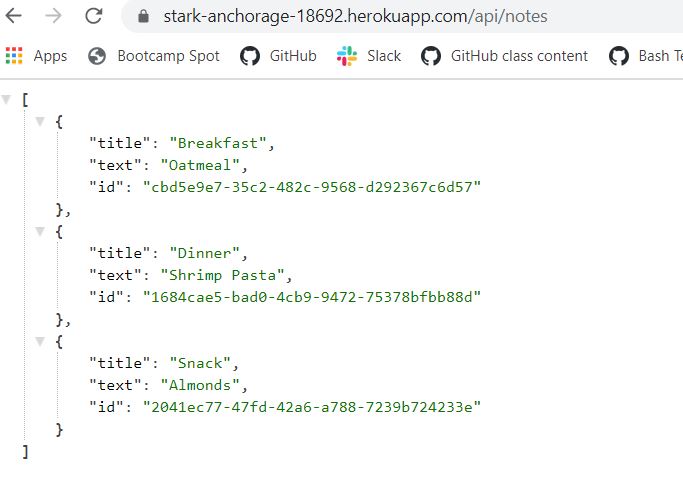 stark-anchorage-18692.herokuapp.com/api/notes
Apps Bootcamp Spot GitHub Slack GitHub class content Bash Te
[
{
"title": "Breakfast",
"text": "Oatmeal",
"id": "cbd5e9e7-35c2-482c-9568-d292367c6d57"
},
{
"title": "Dinner",
"text": "Shrimp Pasta",
"id": "1684cae5-bad0-4cb9-9472-75378bfbb88d"
},
{
"title": "Snack",
"text": "Almonds",
"id": "2041ec77-47fd-42a6-a788-7239b724233e"
}
]